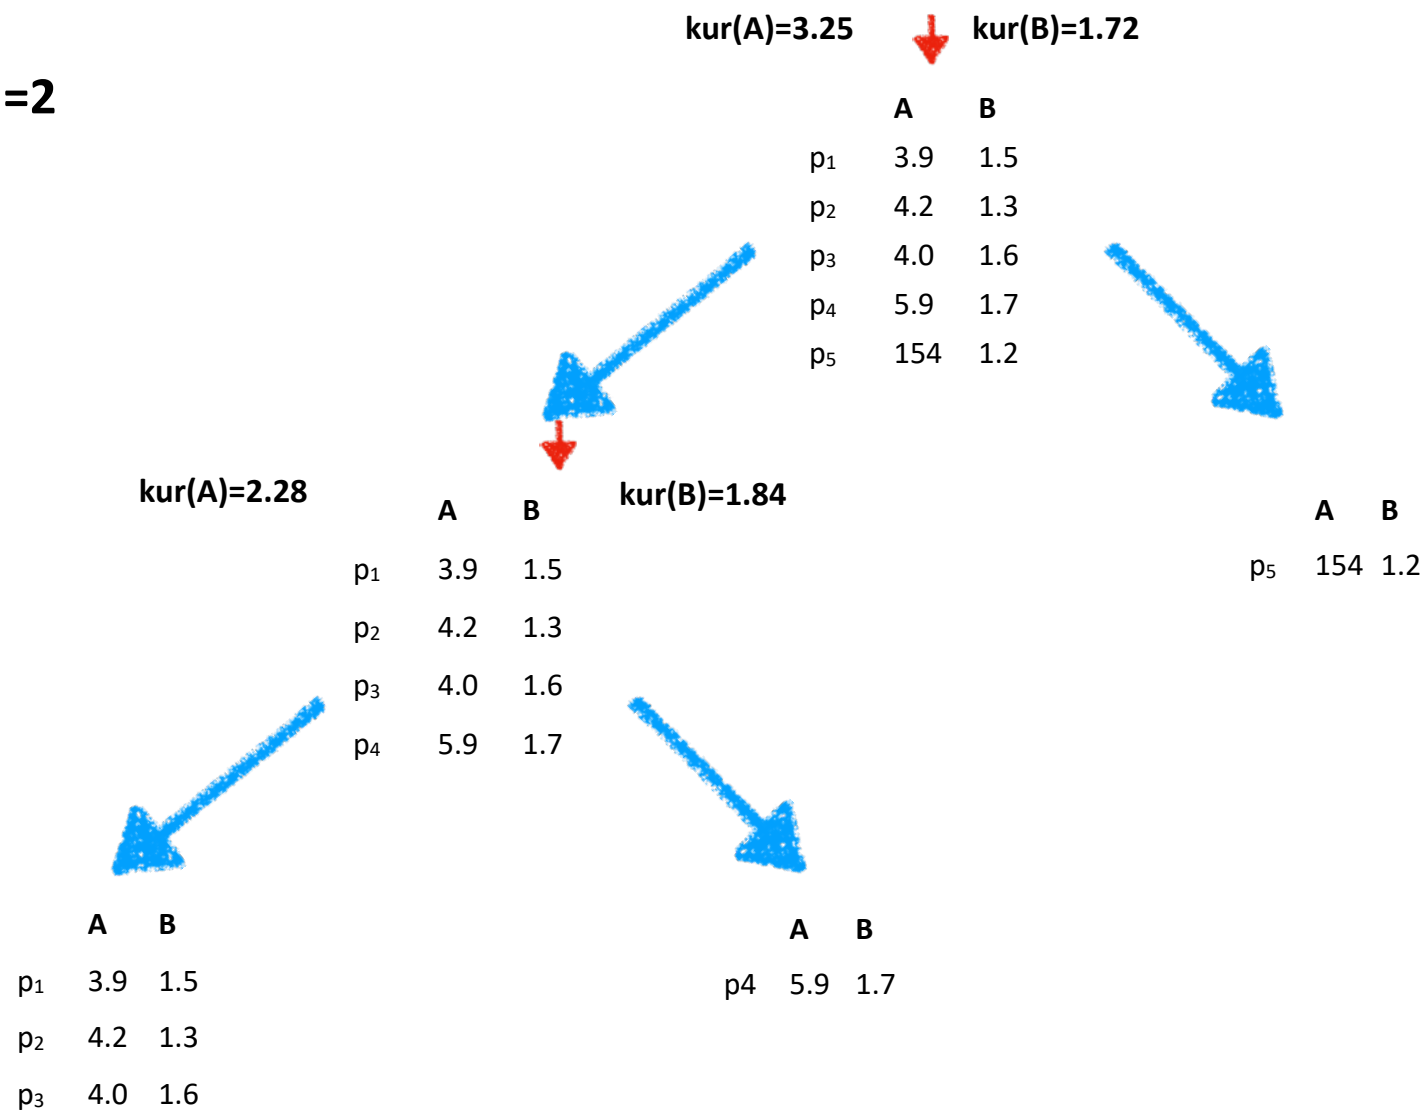 kur(A)=3.25 kur(B)=1.72
=2
A B
p1 3.9 1.5
p2 4.2 1.3
p3 4.0 1.6
p4 5.9 1.7
p5 154 1.2
kur(A)=2.28 kur(B)=1.84
A B
p1 3.9 1.5
p2 4.2 1.3
p3 4.0 1.6
p4 5.9 1.7
A B
p5 154 1.2
A B
p1 3.9 1.5
p2 4.2 1.3
p3 4.0 1.6
A B
p4 5.9 1.7